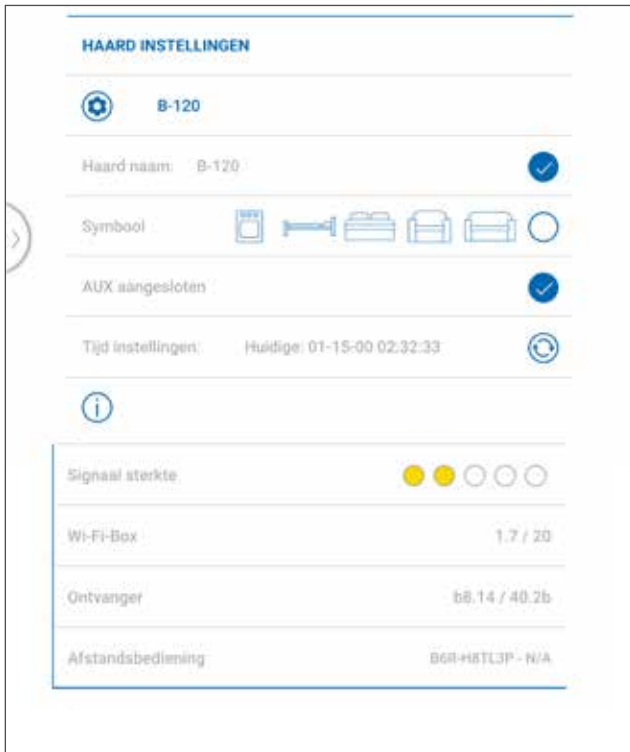 HAARD INSTELLINGEN
B-120
Haard naam: B-120
Symbool
AUX aangesloten
Tijd instellingen: Huidige: 01-15-00 02:32:33
Signaal sterkte
Wi-Fi-Box 1.7 / 20
Ontvanger b8.14 / 40.2b
Afstandsbediening B6R-H8TL3P - N/A